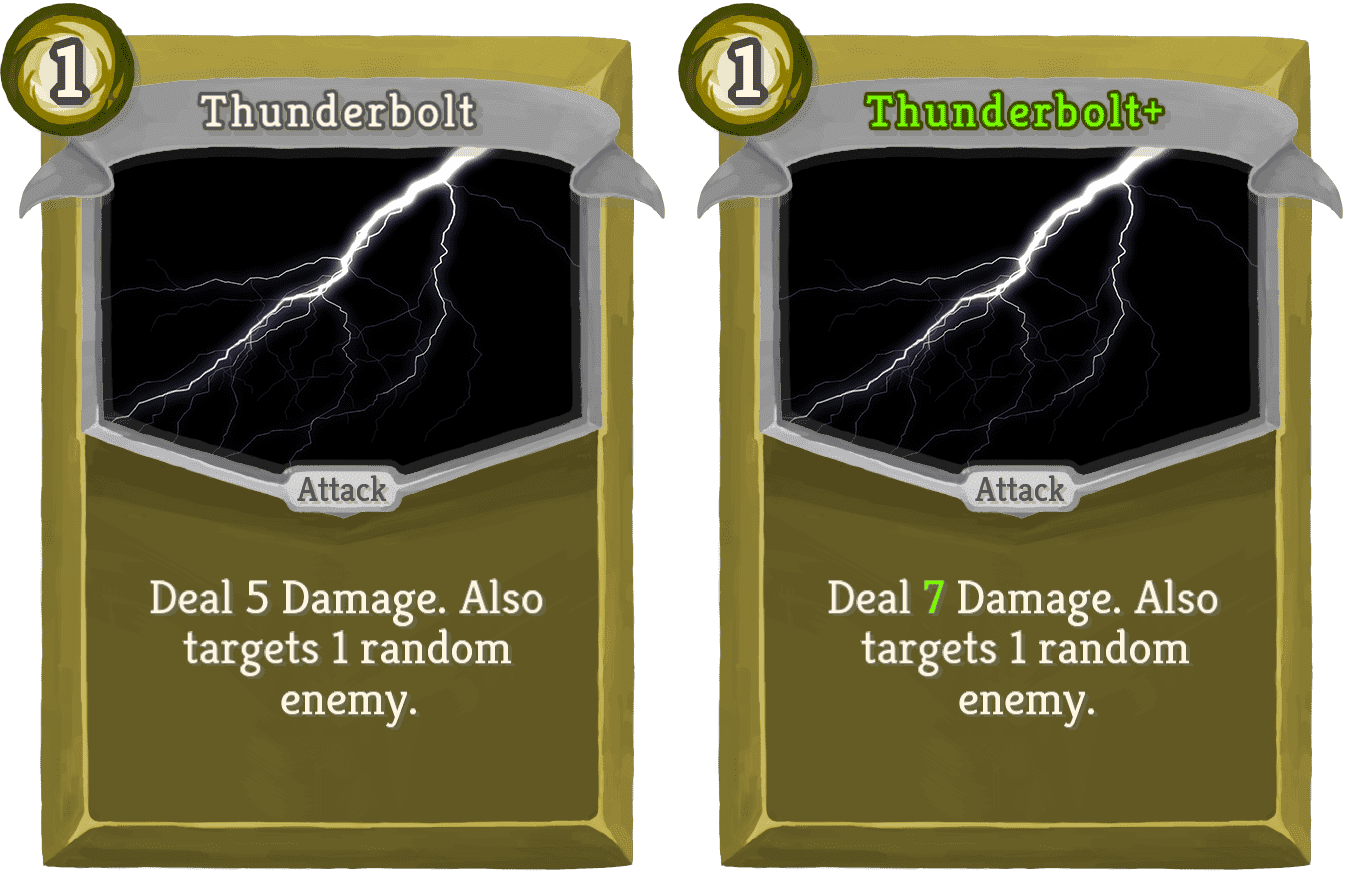 1
Thunderbolt
Attack
Deal 5 Damage. Also
targets 1 random
enemy.
1
Thunderbolt+
Attack
Deal 7 Damage. Also
targets 1 random
enemy.